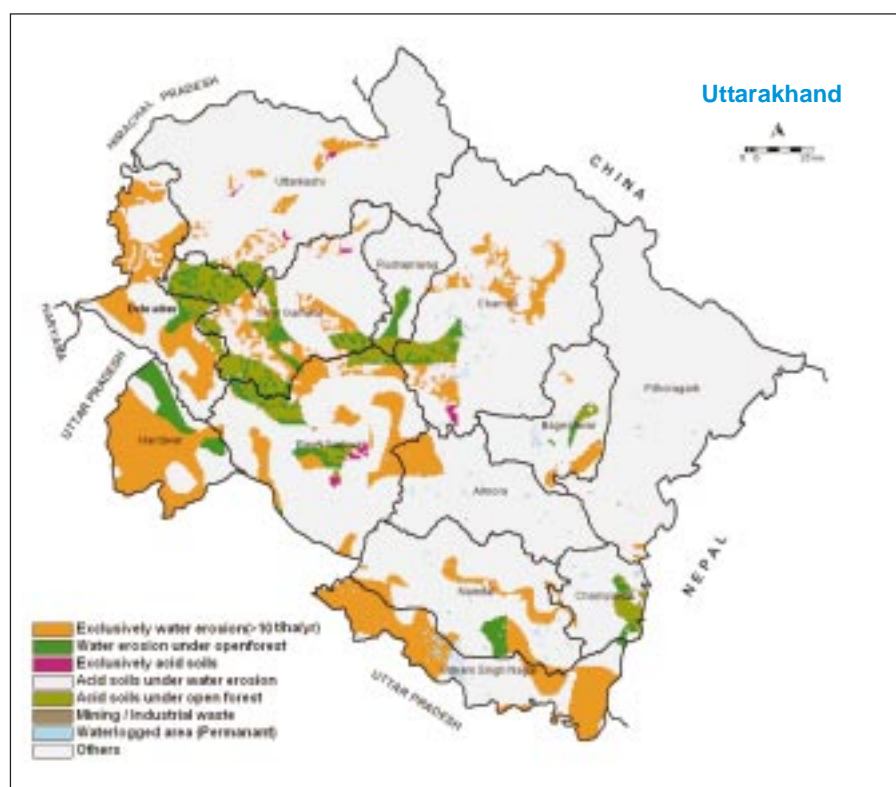 Uttarakhand
A
HIMACHAL PRADESH
CHINA
Uttarkashi
Rudraprayag
Chamoli
HARYANA
UTTAR PRADESH
Pithoragarh
Bageshwar
Haridwar
Almora
NEPAL
Nainital
Udham Singh Nagar
UTTAR PRADESH
Exclusively water erosion(>10 t/ha/yr)
Water erosion under openforest
Exclusively acid soils
Acid soils under water erosion
Acid soils under open forest
Mining / Industrial waste
Waterlogged area (Permanant)
Others